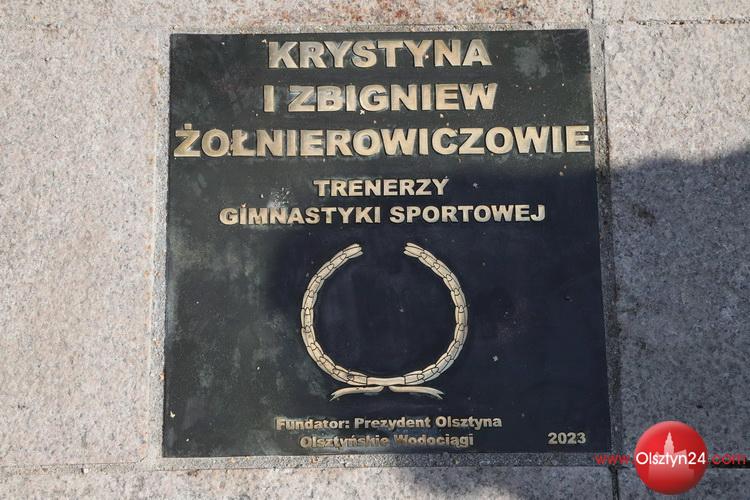 KRYSTYNA
I ZBIGNIEW
ŻOŁNIEROWICZOWIE
TRENERZY
GIMNASTYKI SPORTOWEJ
Fundator: Prezydent Olsztyna
Olsztyńskie Wodociągi
2023
www.Olsztyn24.com